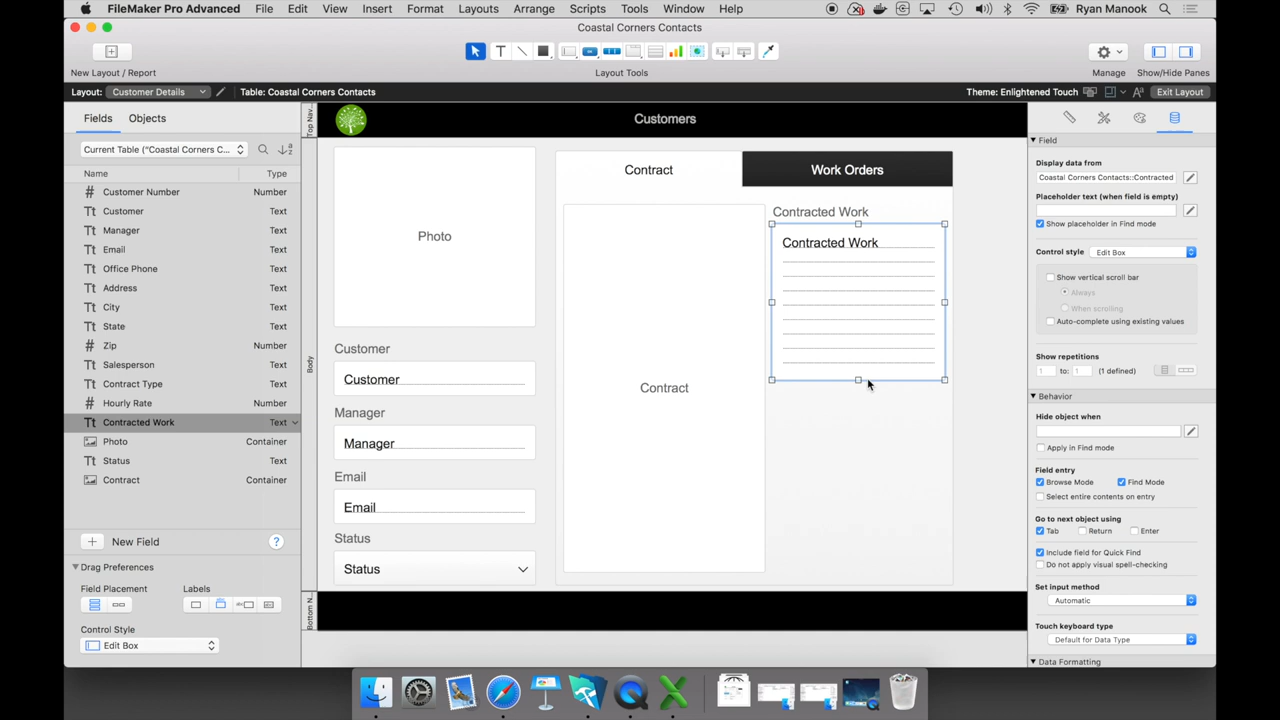 FileMaker Pro Advanced File Edit View Insert Format Layouts Arrange Scripts Tools Window Help Ryan Manook
Coastal Corners Contacts
New Layout / Report Layout Tools Manage Show/Hide Panes
Layout: Customer Details Table: Coastal Corners Contacts Theme: Enlightened Touch Exit Layout
Fields Objects
Current Table ("Coastal Corners C...
Name Type
Customer Number Number
Customer Text
Manager Text
Email Text
Office Phone Text
Address Text
City Text
State Text
Zip Number
Salesperson Text
Contract Type Text
Hourly Rate Number
Contracted Work Text
Photo Container
Status Text
Contract Container
New Field
Drag Preferences
Field Placement Labels
Control Style
Edit Box
Top Nav.
Body
Bottom N.
Customers
Photo
Customer
Customer
Manager
Manager
Email
Email
Status
Status
Contract Work Orders
Contract
Contracted Work
Contracted Work
Field
Display data from
Coastal Corners Contacts::Contracted
Placeholder text (when field is empty)
Show placeholder in Find mode
Control style Edit Box
Show vertical scroll bar
Always
When scrolling
Auto-complete using existing values
Show repetitions
1 to: 1 (1 defined)
Behavior
Hide object when
Apply in Find mode
Field entry
Browse Mode Find Mode
Select entire contents on entry
Go to next object using
Tab Return Enter
Include field for Quick Find
Do not apply visual spell-checking
Set input method
Automatic
Touch keyboard type
Default for Data Type
Data Formatting